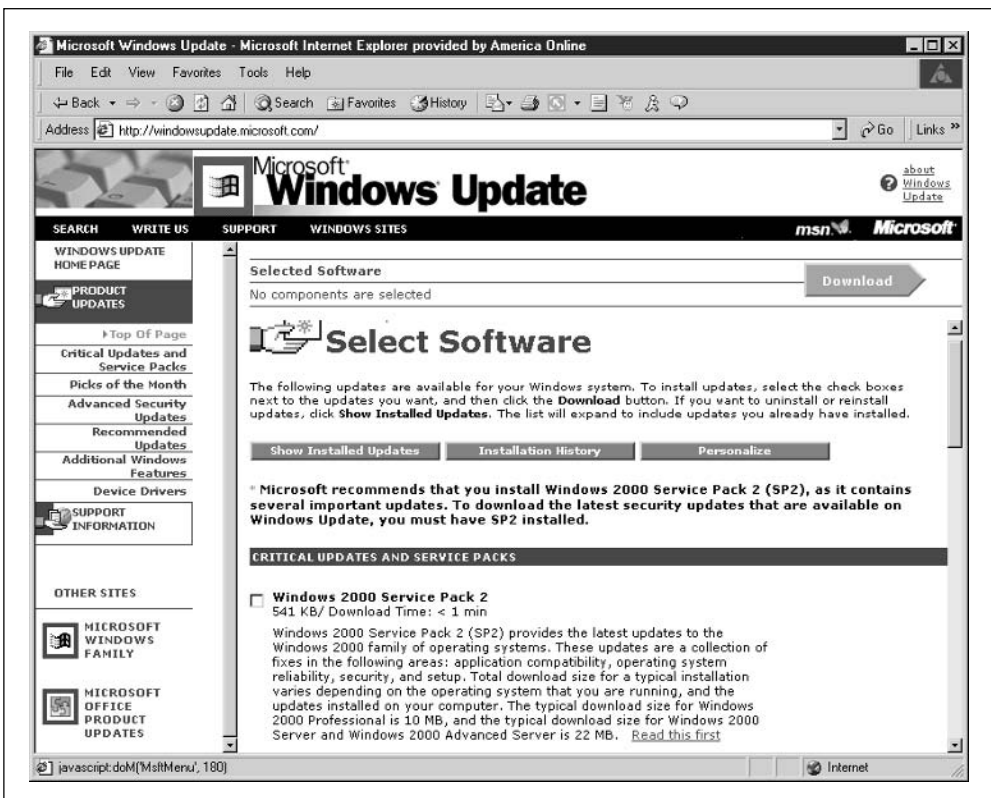 Microsoft Windows Update - Microsoft Internet Explorer provided by America Online
File Edit View Favorites Tools Help
Back Search Favorites History
Address http://windowsupdate.microsoft.com/ Go Links »
Microsoft
Windows Update
about
Windows
Update
SEARCH WRITE US SUPPORT WINDOWS SITES msn Microsoft
WINDOWS UPDATE
HOME PAGE
PRODUCT
UPDATES
Top Of Page
Critical Updates and
Service Packs
Picks of the Month
Advanced Security
Updates
Recommended
Updates
Additional Windows
Features
Device Drivers
SUPPORT
INFORMATION
OTHER SITES
MICROSOFT
WINDOWS
FAMILY
MICROSOFT
OFFICE
PRODUCT
UPDATES
Selected Software
No components are selected
Download
Select Software
The following updates are available for your Windows system. To install updates, select the check boxes
next to the updates you want, and then click the Download button. If you want to uninstall or reinstall
updates, click Show Installed Updates. The list will expand to include updates you already have installed.
Show Installed Updates Installation History Personalize
* Microsoft recommends that you install Windows 2000 Service Pack 2 (SP2), as it contains
several important updates. To download the latest security updates that are available on
Windows Update, you must have SP2 installed.
CRITICAL UPDATES AND SERVICE PACKS
Windows 2000 Service Pack 2
541 KB/ Download Time: < 1 min
Windows 2000 Service Pack 2 (SP2) provides the latest updates to the
Windows 2000 family of operating systems. These updates are a collection of
fixes in the following areas: application compatibility, operating system
reliability, security, and setup. Total download size for a typical installation
varies depending on the operating system that you are running, and the
updates installed on your computer. The typical download size for Windows
2000 Professional is 10 MB, and the typical download size for Windows 2000
Server and Windows 2000 Advanced Server is 22 MB. Read this first
javascript:doM('MsftMenu', 180) Internet